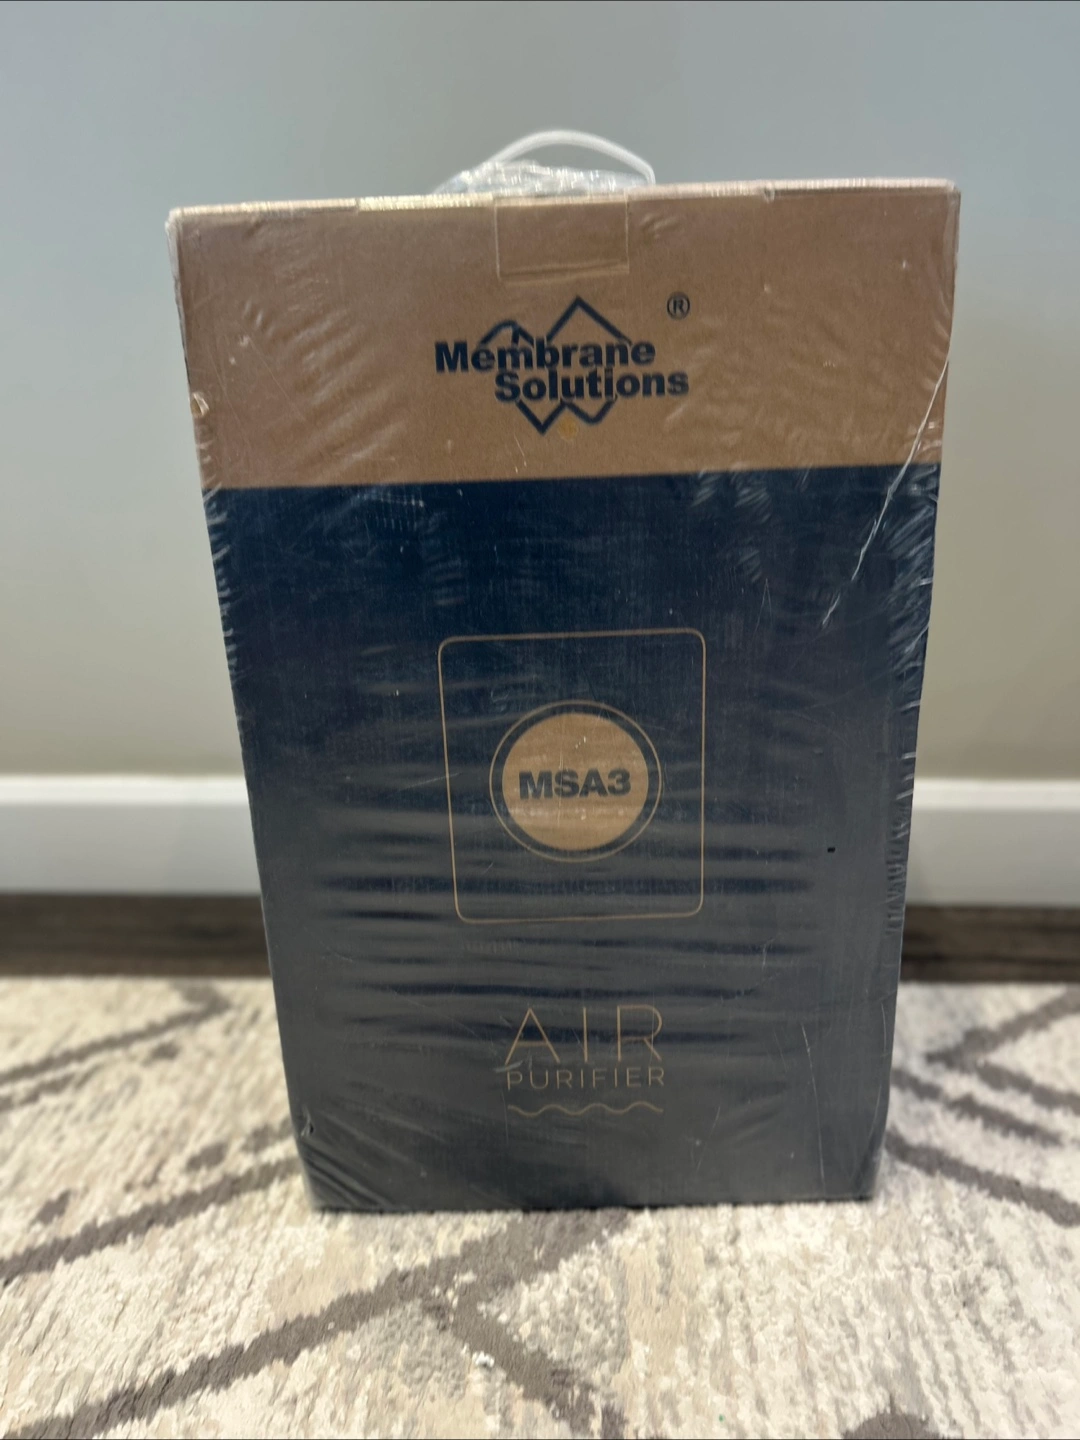 Membrane
Solutions
®
MSA3
AIR
PURIFIER